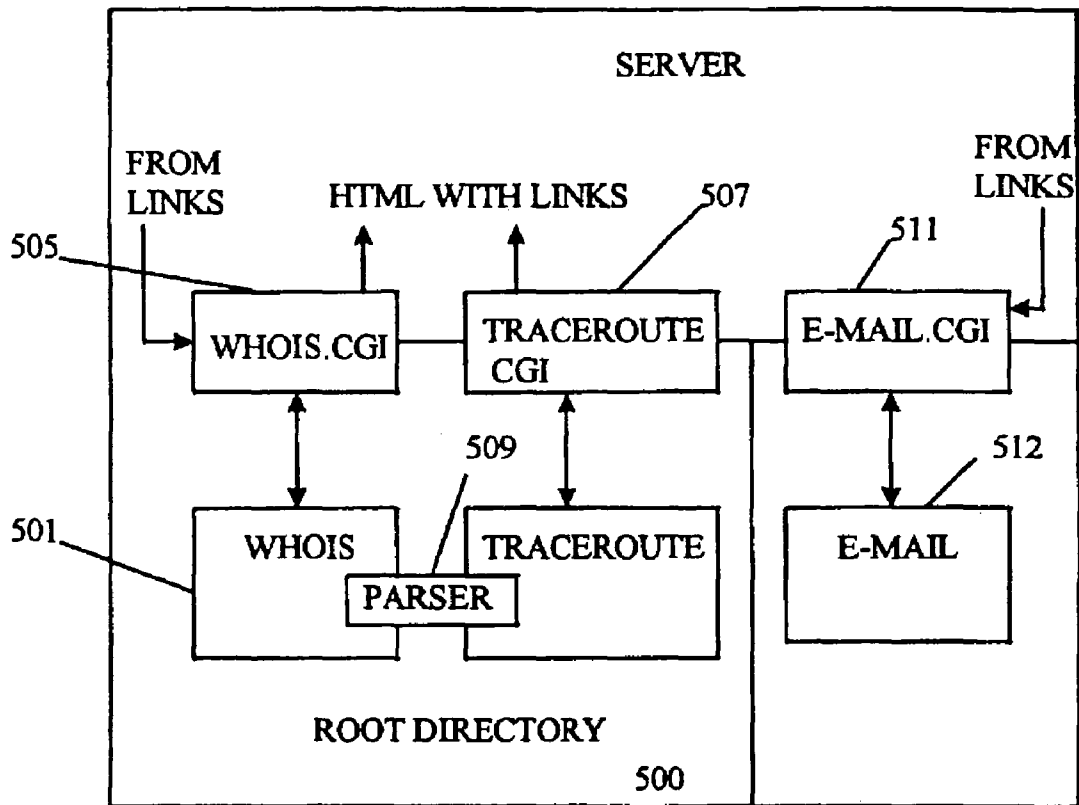 SERVER
FROM
LINKS
HTML WITH LINKS
507
FROM
LINKS
505
511
WHOIS.CGI
TRACEROUTE
CGI
E-MAIL.CGI
509
512
501
WHOIS
TRACEROUTE
E-MAIL
PARSER
ROOT DIRECTORY
500